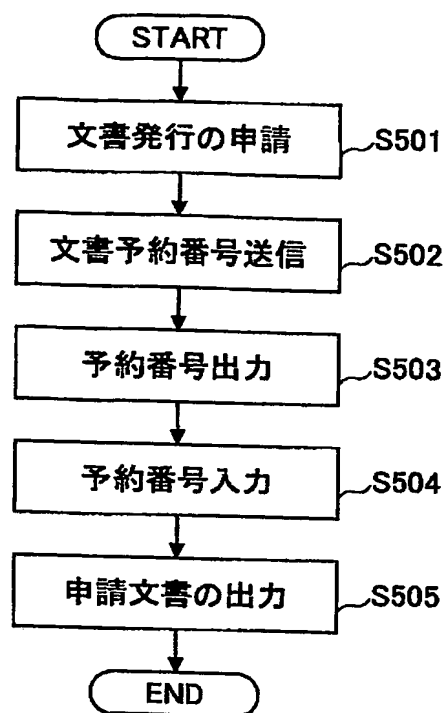 START
文書発行の申請
S501
文書予約番号送信
S502
予約番号出力
S503
予約番号入力
S504
申請文書の出力
S505
END